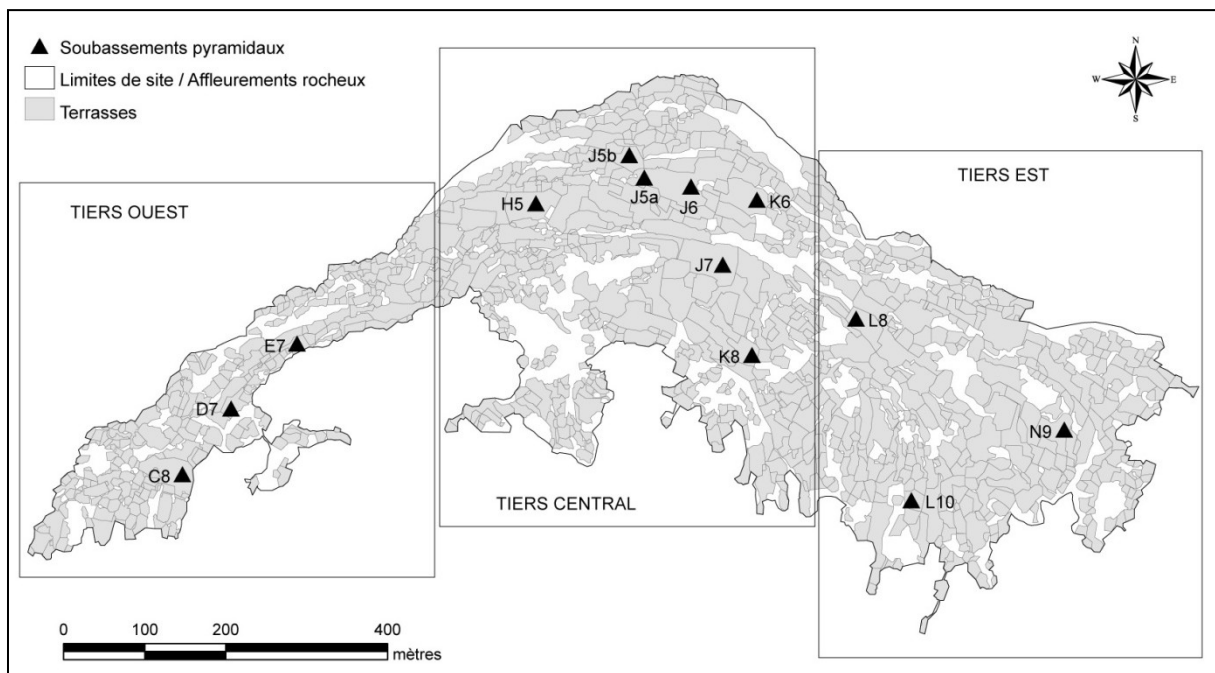 Soubassements pyramidaux
Limites de site / Affleurements rocheux
Terrasses
N
W E
S
TIERS OUEST
TIERS EST
J5b
J5a
J6
K6
H5
J7
L8
E7
K8
D7
N9
C8
L10
TIERS CENTRAL
0 100 200 400
mètres